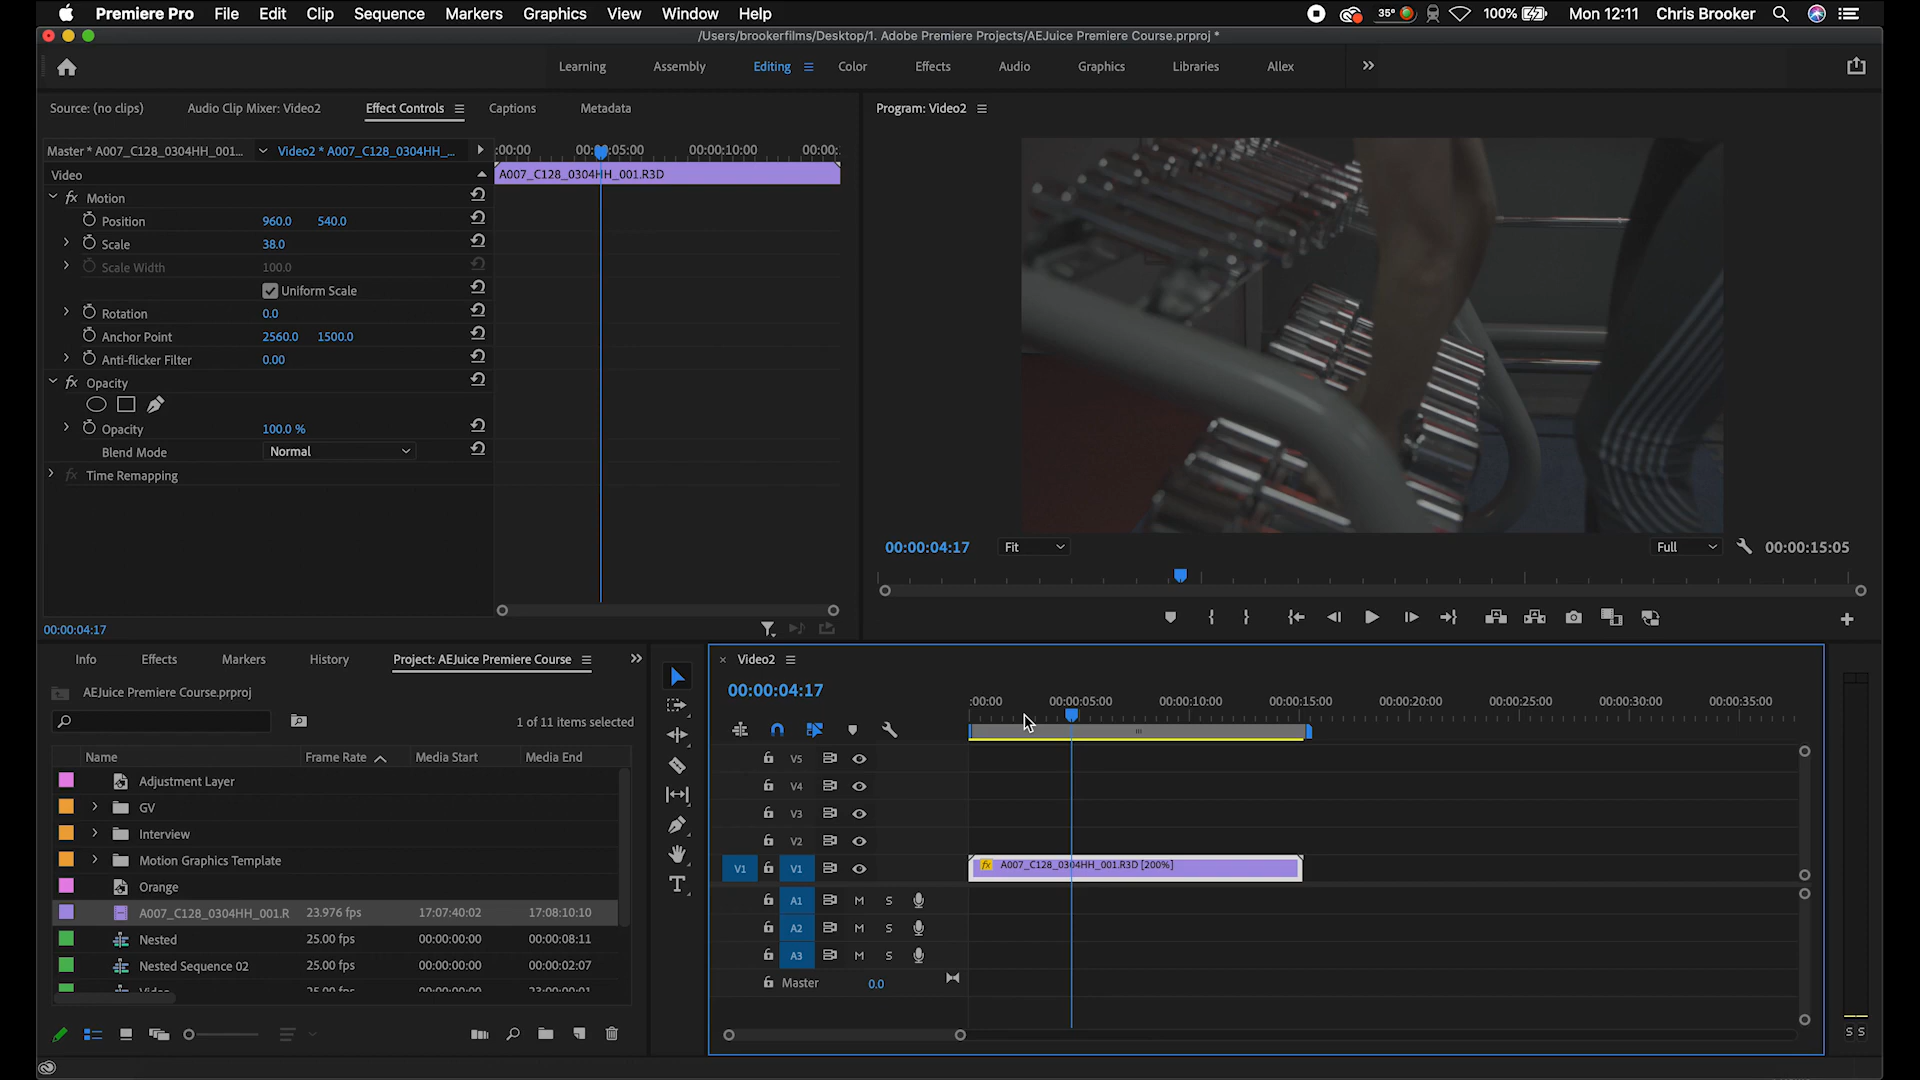 Premiere Pro File Edit Clip Sequence Markers Graphics View Window Help 35° 100% Mon 12:11 Chris Brooker
/Users/brookerfilms/Desktop/1. Adobe Premiere Projects/AEJuice Premiere Course.prproj *
Learning Assembly Editing Color Effects Audio Graphics Libraries Allex
Source: (no clips) Audio Clip Mixer: Video2 Effect Controls Captions Metadata
Program: Video2
Master * A007_C128_0304HH_001... Video2 * A007_C128_0304HH_... :00:00 00:00:05:00 00:00:10:00 00:00:
Video
A007_C128_0304HH_001.R3D
fx Motion
Position 960.0 540.0
Scale 38.0
Scale Width 100.0
Uniform Scale
Rotation 0.0
Anchor Point 2560.0 1500.0
Anti-flicker Filter 0.00
fx Opacity
Opacity 100.0 %
Blend Mode Normal
fx Time Remapping
00:00:04:17 Fit Full 00:00:15:05
00:00:04:17
Info Effects Markers History Project: AEJuice Premiere Course
AEJuice Premiere Course.prproj
1 of 11 items selected
Name Frame Rate Media Start Media End
Adjustment Layer
GV
Interview
Motion Graphics Template
Orange
A007_C128_0304HH_001.R 23.976 fps 17:07:40:02 17:08:10:10
Nested 25.00 fps 00:00:00:00 00:00:08:11
Nested Sequence 02 25.00 fps 00:00:00:00 00:00:02:07
Video2
00:00:04:17
:00:00 00:00:05:00 00:00:10:00 00:00:15:00 00:00:20:00 00:00:25:00 00:00:30:00 00:00:35:00
V5
V4
V3
V2
V1 V1 fx A007_C128_0304HH_001.R3D [200%]
A1 M S
A2 M S
A3 M S
Master 0.0
S S